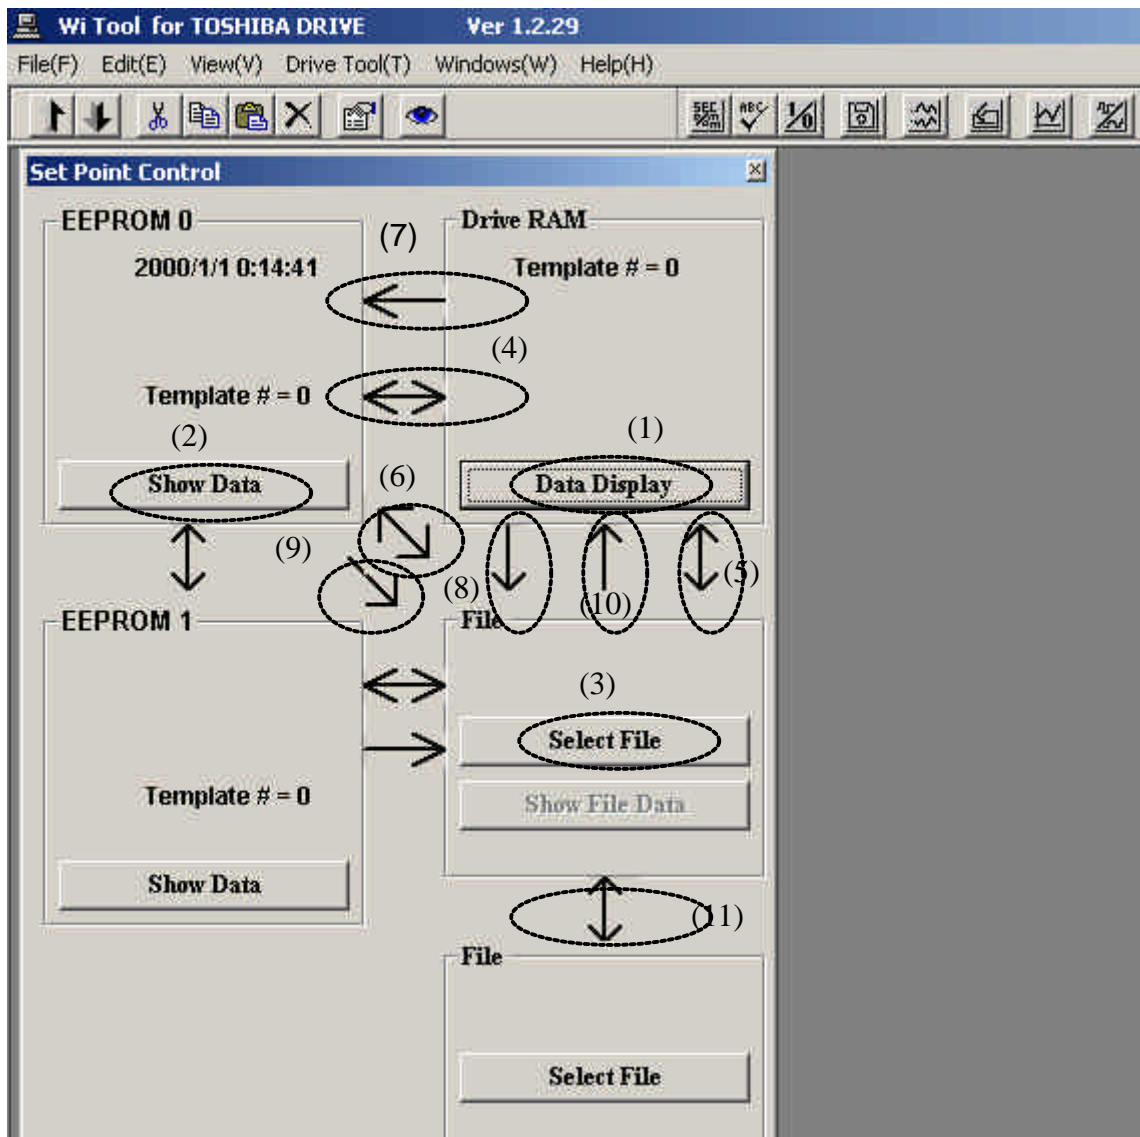 Wi Tool for TOSHIBA DRIVE Ver 1.2.29
File(F) Edit(E) View(V) Drive Tool(T) Windows(W) Help(H)
Set Point Control
EEPROM 0
2000/1/1 0:14:41
Template # = 0
(2)
Show Data
(7)
Drive RAM
Template # = 0
(4)
(1)
Data Display
(6)
(9)
(8)
(10)
(5)
EEPROM 1
Template # = 0
Show Data
File
(3)
Select File
Show File Data
(11)
File
Select File